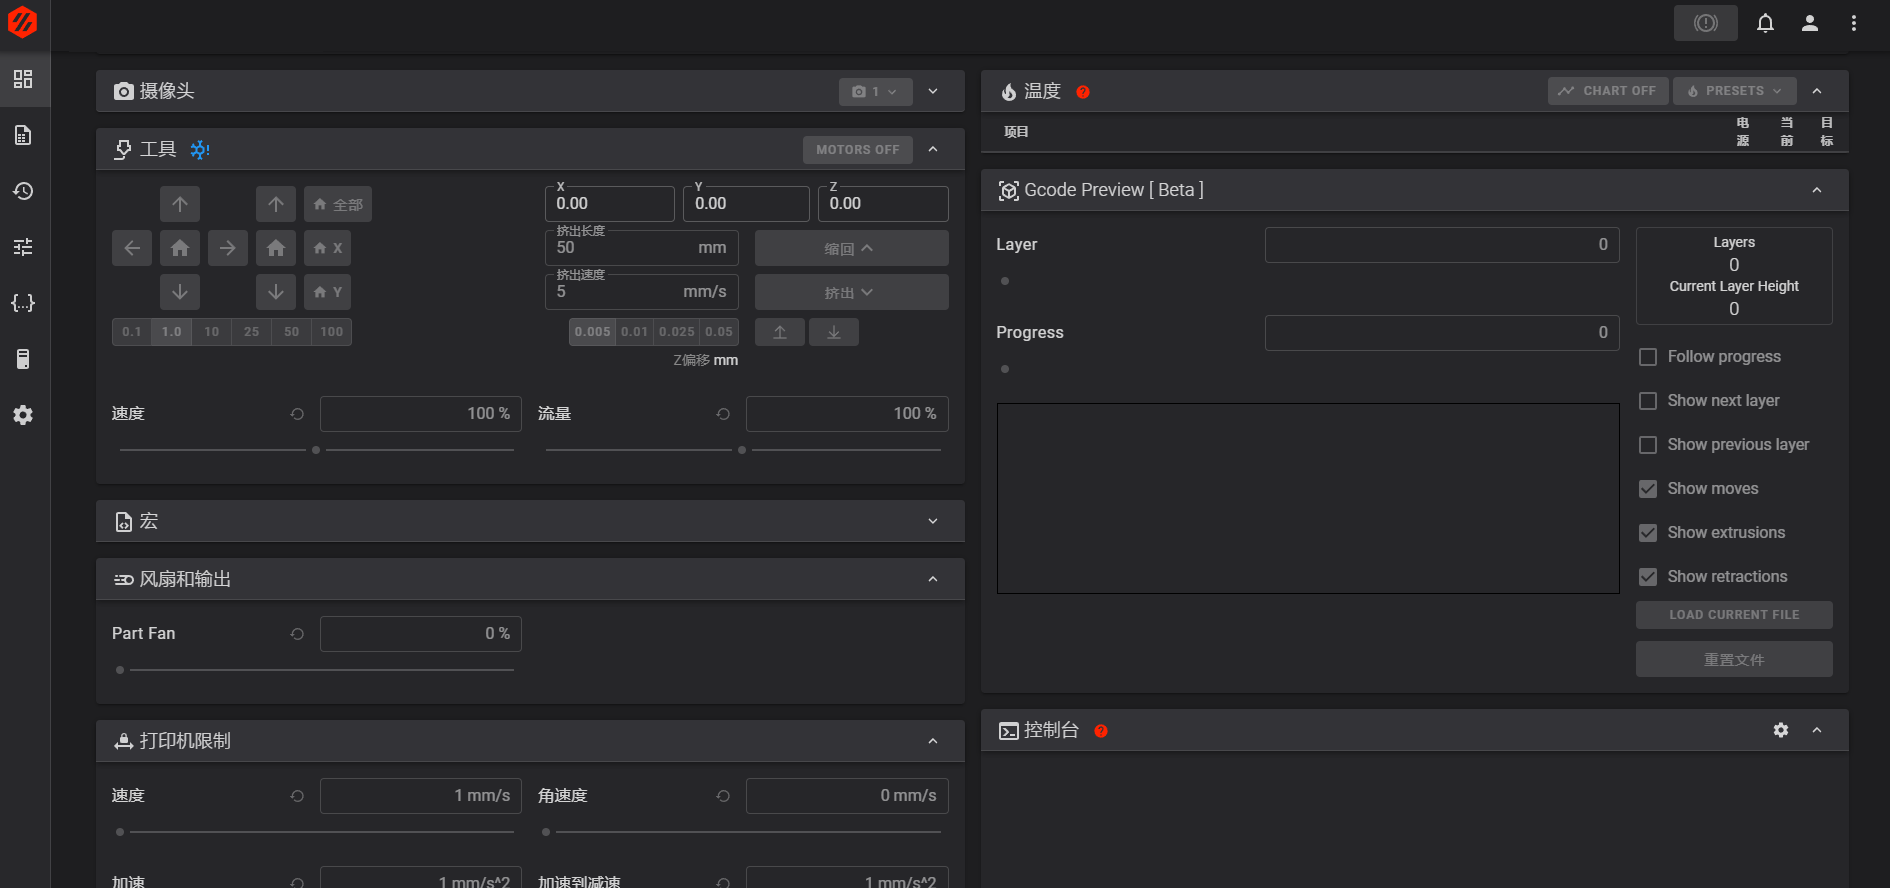 摄像头
1
工具
MOTORS OFF
全部
X
Y
0.1 1.0 10 25 50 100
X
0.00
Y
0.00
Z
0.00
挤出长度
50 mm
缩回
挤出速度
5 mm/s
挤出
0.005 0.01 0.025 0.05
Z偏移 mm
速度 100 %
流量 100 %
宏
风扇和输出
Part Fan 0 %
打印机限制
速度 1 mm/s
角速度 0 mm/s
加速 1 mm/s^2
加速到减速 1 mm/s^2
温度 ?
CHART OFF
PRESETS
项目
电源
当前
目标
Gcode Preview [ Beta ]
Layer 0
Progress 0
Layers
0
Current Layer Height
0
Follow progress
Show next layer
Show previous layer
Show moves
Show extrusions
Show retractions
LOAD CURRENT FILE
重置文件
控制台 ?